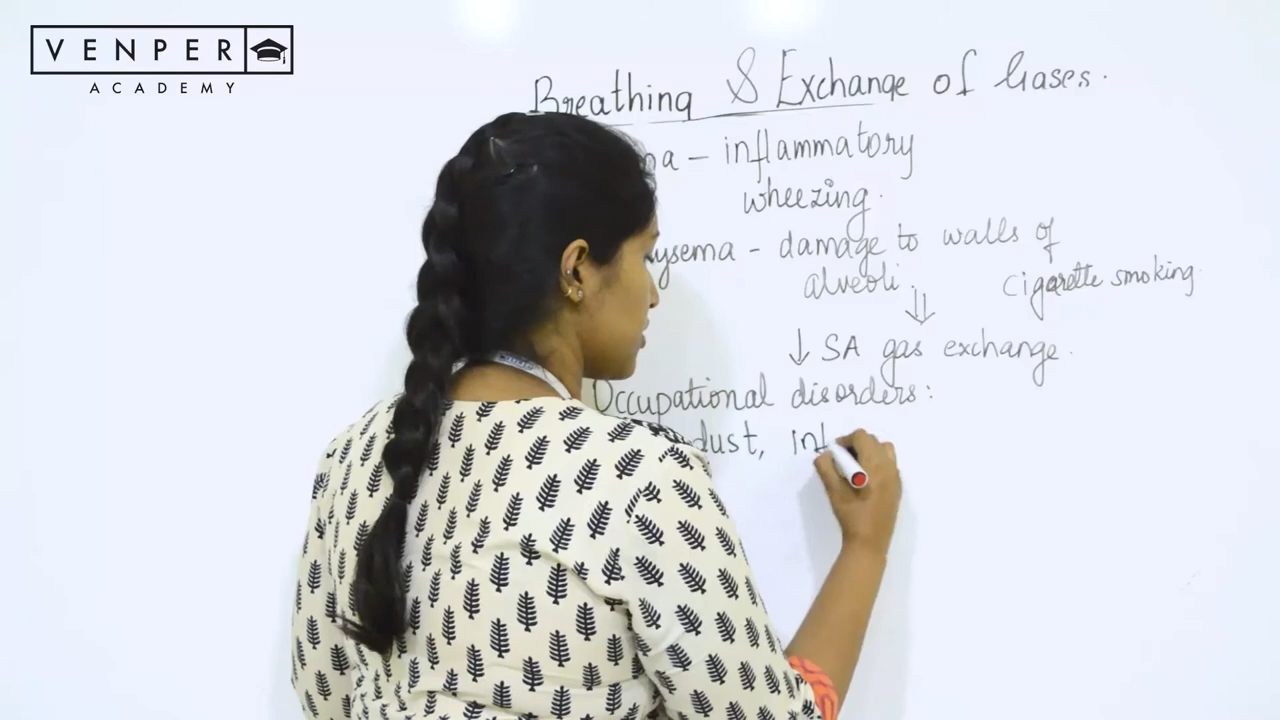 VENPER
ACADEMY
Breathing & Exchange of Gases.
– inflammatory
wheezing.
– damage to walls of
alveoli.
cigarette smoking
⇓
↓ SA gas exchange.
Occupational disorders:
dust,